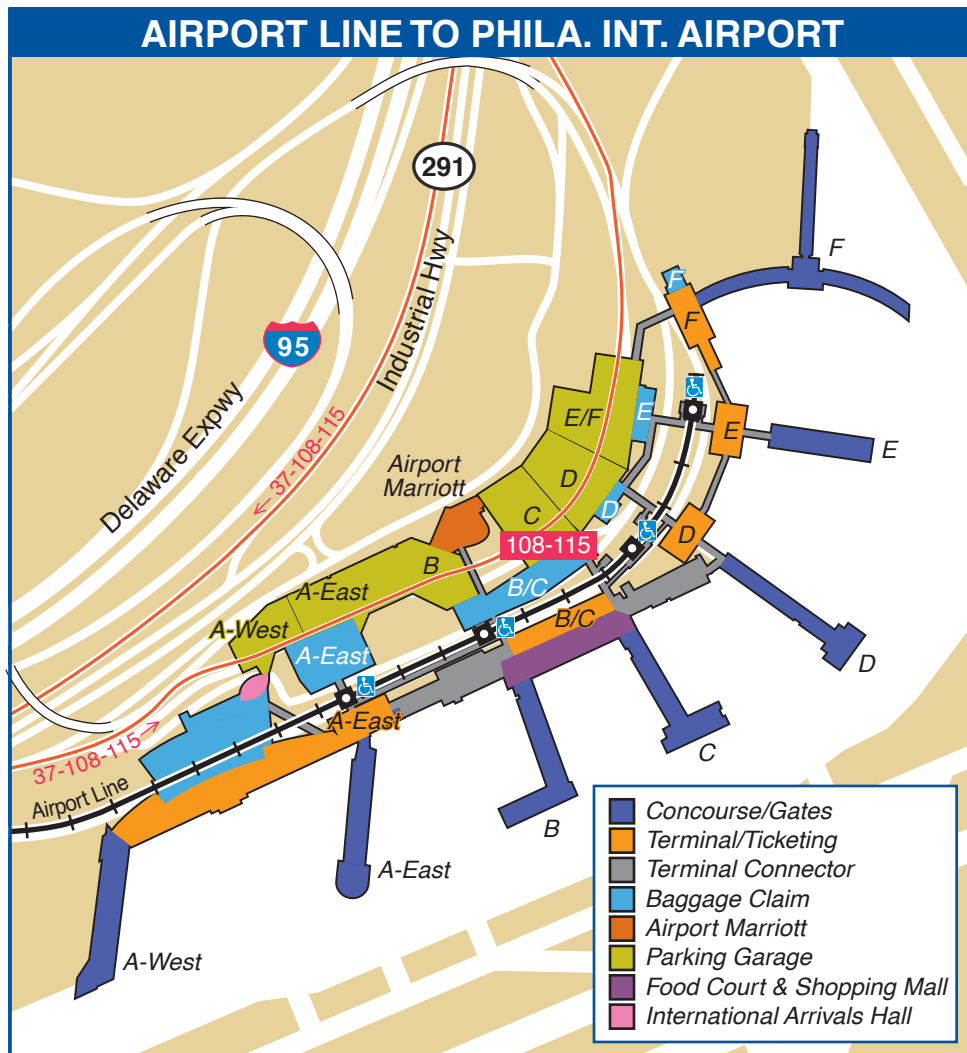 AIRPORT LINE TO PHILA. INT. AIRPORT
291
Industrial Hwy
95
Delaware Expwy
← 37-108-115
F
F
F
E/F
E
E
E
Airport
Marriott
D
D
D
D
C
108-115
B
B/C
B/C
A-East
A-West
A-East
A-East
37-108-115 →
Airport Line
C
B
A-East
A-West
Concourse/Gates
Terminal/Ticketing
Terminal Connector
Baggage Claim
Airport Marriott
Parking Garage
Food Court & Shopping Mall
International Arrivals Hall